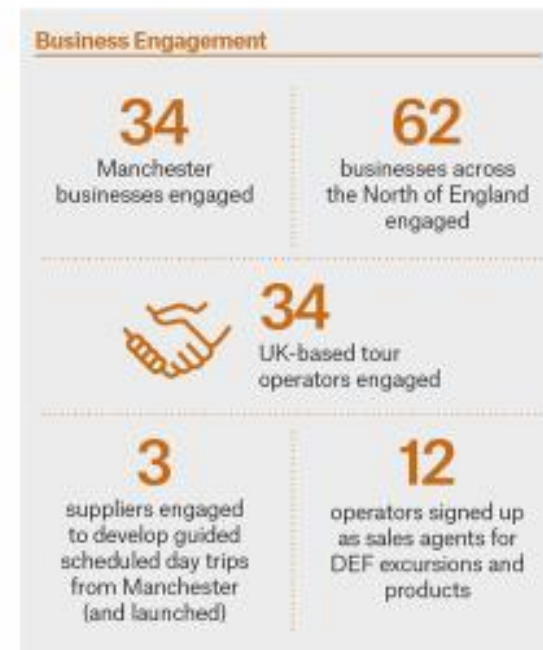 Business Engagement
34
Manchester
businesses engaged
62
businesses across
the North of England
engaged
34
UK-based tour
operators engaged
3
suppliers engaged
to develop guided
scheduled day trips
from Manchester
(and launched)
12
operators signed up
as sales agents for
DEF excursions and
products